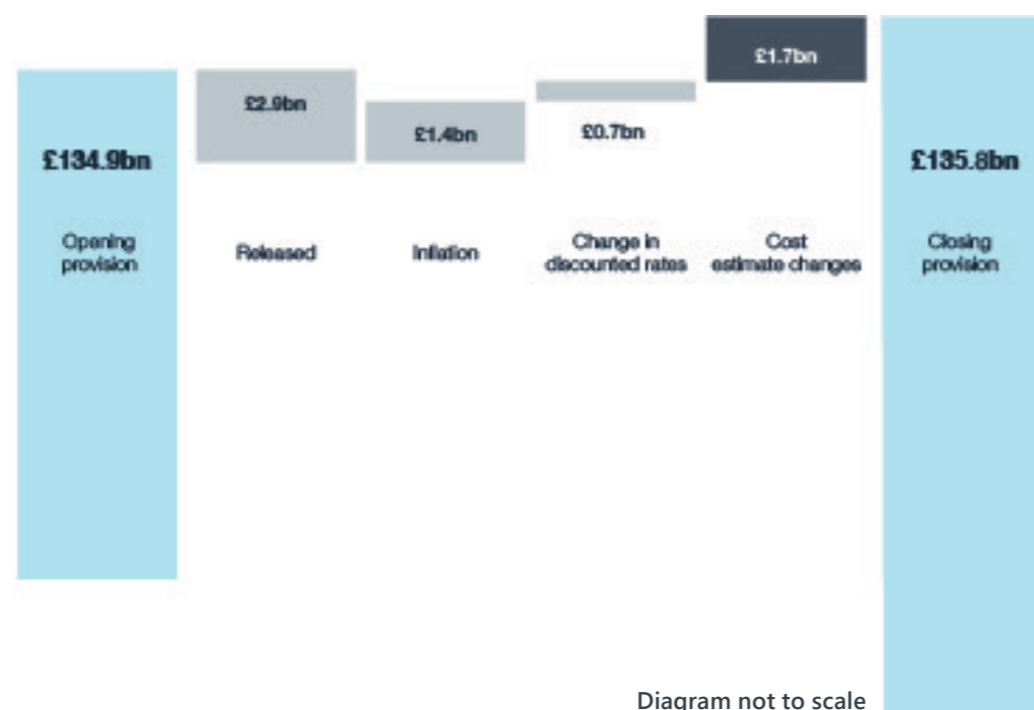 £134.9bn
Opening
provision
£2.9bn
Released
£1.4bn
Inflation
£0.7bn
Change in
discounted rates
£1.7bn
Cost
estimate changes
£135.8bn
Closing
provision
Diagram not to scale